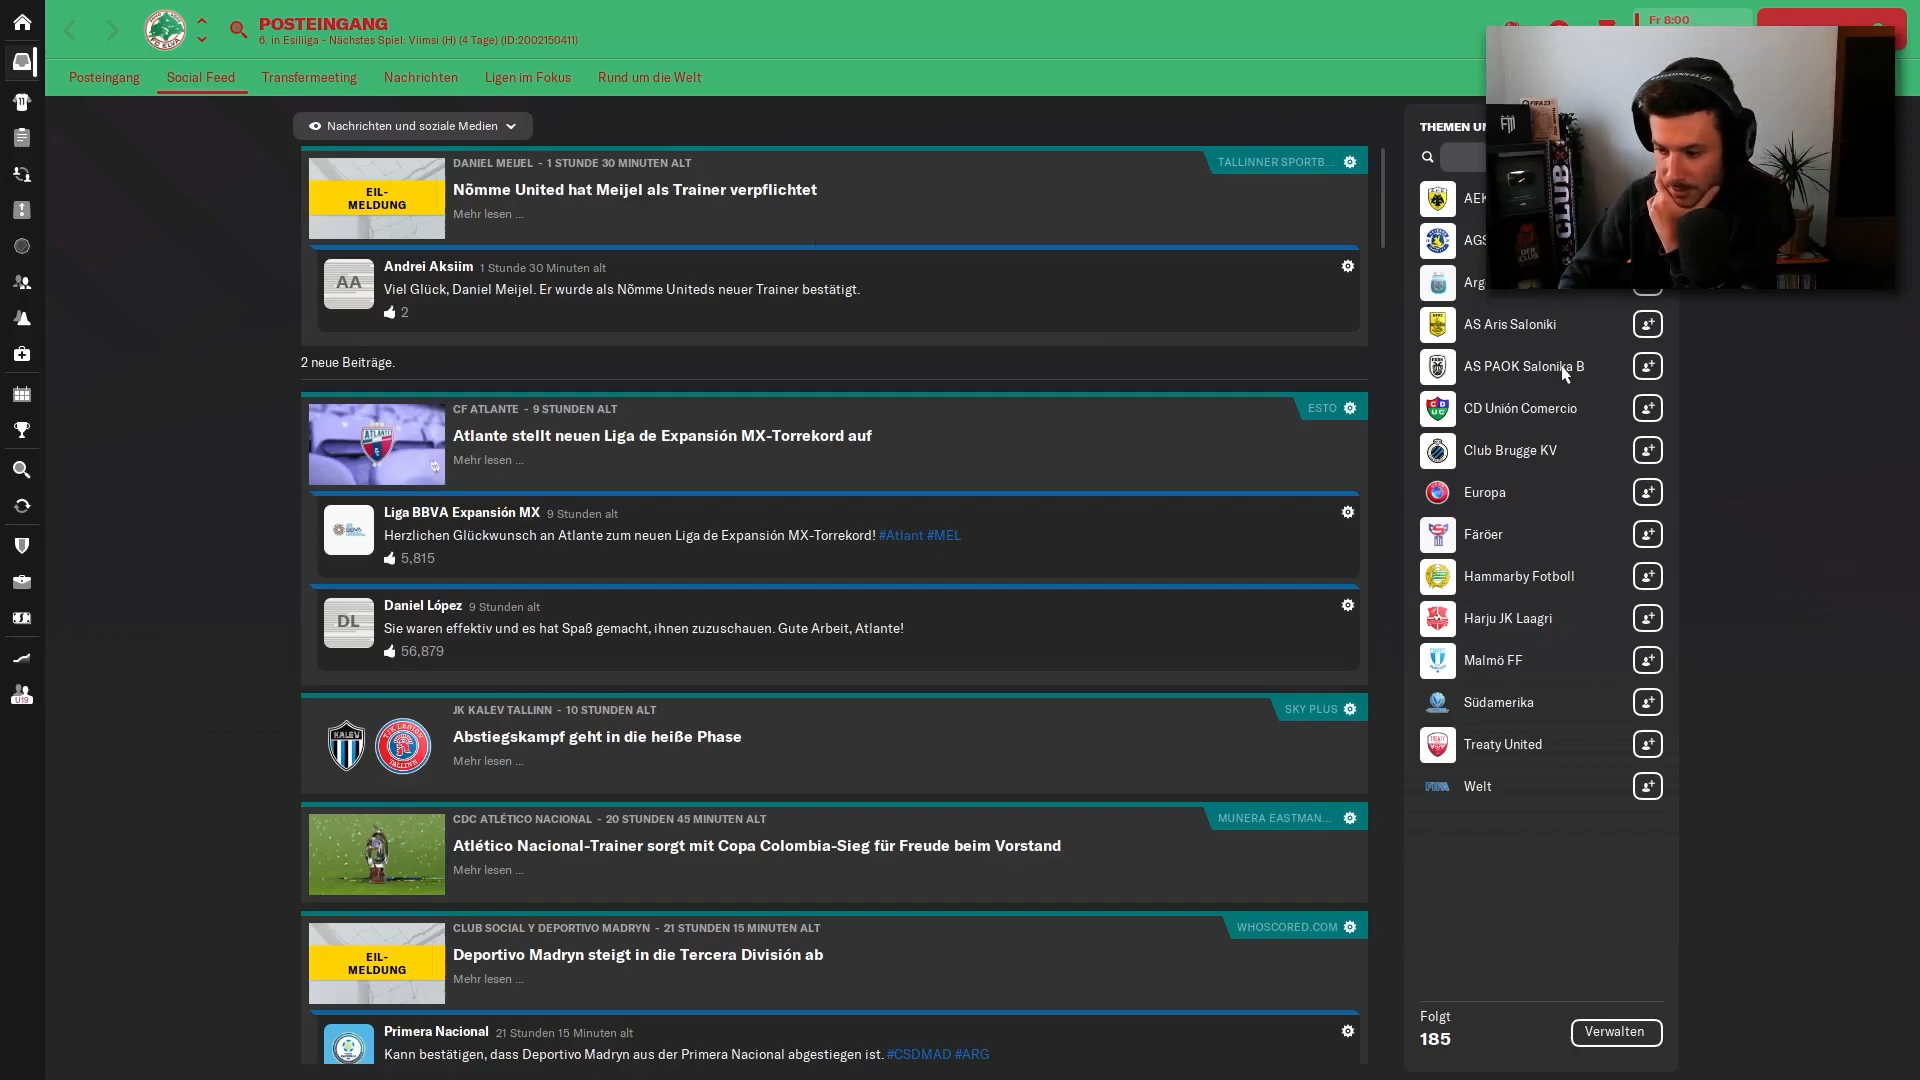 POSTEINGANG
6. in Esiliiga - Nächstes Spiel: Viimsi (H) (4 Tage) (ID:2002150411)
Fr 8:00
Posteingang
Social Feed
Transfermeeting
Nachrichten
Ligen im Fokus
Rund um die Welt
Nachrichten und soziale Medien
EIL-
MELDUNG
DANIEL MEIJEL - 1 STUNDE 30 MINUTEN ALT
TALLINNER SPORTB...
Nõmme United hat Meijel als Trainer verpflichtet
Mehr lesen ...
AA
Andrei Aksiim 1 Stunde 30 Minuten alt
Viel Glück, Daniel Meijel. Er wurde als Nõmme Uniteds neuer Trainer bestätigt.
2
2 neue Beiträge.
ATLANTE
CF ATLANTE - 9 STUNDEN ALT
ESTO
Atlante stellt neuen Liga de Expansión MX-Torrekord auf
Mehr lesen ...
Liga BBVA Expansión MX 9 Stunden alt
Herzlichen Glückwunsch an Atlante zum neuen Liga de Expansión MX-Torrekord! #Atlant #MEL
5,815
DL
Daniel López 9 Stunden alt
Sie waren effektiv und es hat Spaß gemacht, ihnen zuzuschauen. Gute Arbeit, Atlante!
56,879
KALEV
JK KALEV TALLINN - 10 STUNDEN ALT
SKY PLUS
Abstiegskampf geht in die heiße Phase
Mehr lesen ...
CDC ATLÉTICO NACIONAL - 20 STUNDEN 45 MINUTEN ALT
MUNERA EASTMAN...
Atlético Nacional-Trainer sorgt mit Copa Colombia-Sieg für Freude beim Vorstand
Mehr lesen ...
EIL-
MELDUNG
CLUB SOCIAL Y DEPORTIVO MADRYN - 21 STUNDEN 15 MINUTEN ALT
WHOSCORED.COM
Deportivo Madryn steigt in die Tercera División ab
Mehr lesen ...
Primera Nacional 21 Stunden 15 Minuten alt
Kann bestätigen, dass Deportivo Madryn aus der Primera Nacional abgestiegen ist. #CSDMAD #ARG
THEMEN UN
AEK
AGS
Arg
AS Aris Saloniki
AS PAOK Salonika B
CD Unión Comercio
Club Brugge KV
Europa
Färöer
Hammarby Fotboll
Harju JK Laagri
Malmö FF
Südamerika
Treaty United
FIFA
Welt
Folgt
185
Verwalten
U19
FIFA 23
CLUB
DER
CLUB